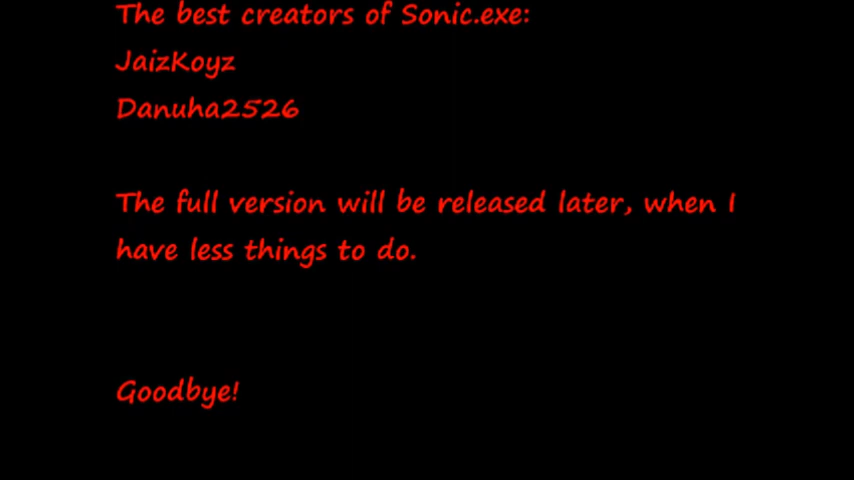 The best creators of Sonic.exe:
JaizKoyz
Danuha2526
The full version will be released later, when I
have less things to do.
Goodbye!